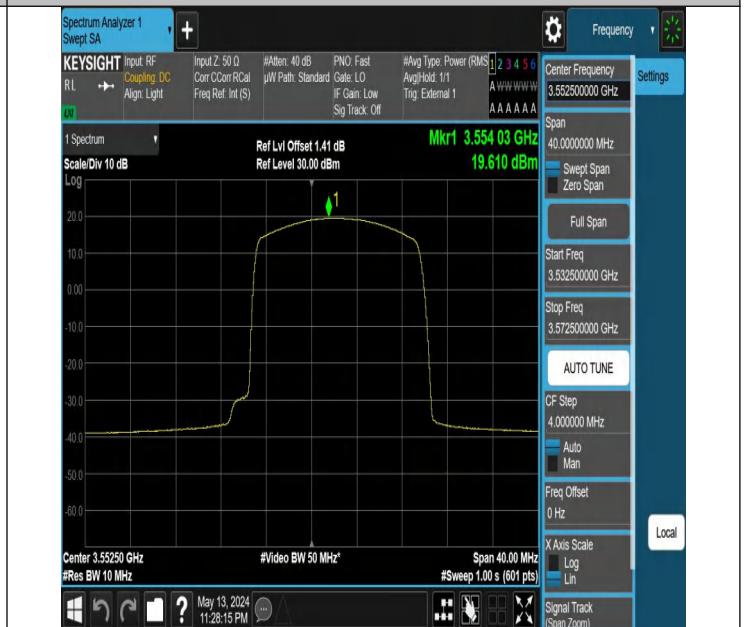 Spectrum Analyzer 1
Swept SA
+
Frequency
KEYSIGHT
R L
Input: RF
Coupling: DC
Align: Light
Input Z: 50 Ω
Corr CCorr RCal
Freq Ref: Int (S)
#Atten: 40 dB
µW Path: Standard
PNO: Fast
Gate: LO
IF Gain: Low
Sig Track: Off
#Avg Type: Power (RMS
Avg|Hold: 1/1
Trig: External 1
1 2 3 4 5 6
A W W W W W
A A A A A A
1 Spectrum
Scale/Div 10 dB
Log
Ref Lvl Offset 1.41 dB
Ref Level 30.00 dBm
Mkr1 3.554 03 GHz
19.610 dBm
1
20.0
10.0
0.00
-10.0
-20.0
-30.0
-40.0
-50.0
-60.0
Center 3.55250 GHz
#Res BW 10 MHz
#Video BW 50 MHz*
Span 40.00 MHz
#Sweep 1.00 s (601 pts)
?
May 13, 2024
11:28:15 PM
Center Frequency
3.552500000 GHz
Settings
Span
40.0000000 MHz
Swept Span
Zero Span
Full Span
Start Freq
3.532500000 GHz
Stop Freq
3.572500000 GHz
AUTO TUNE
CF Step
4.000000 MHz
Auto
Man
Freq Offset
0 Hz
X Axis Scale
Log
Lin
Local
Signal Track
(Span Zoom)